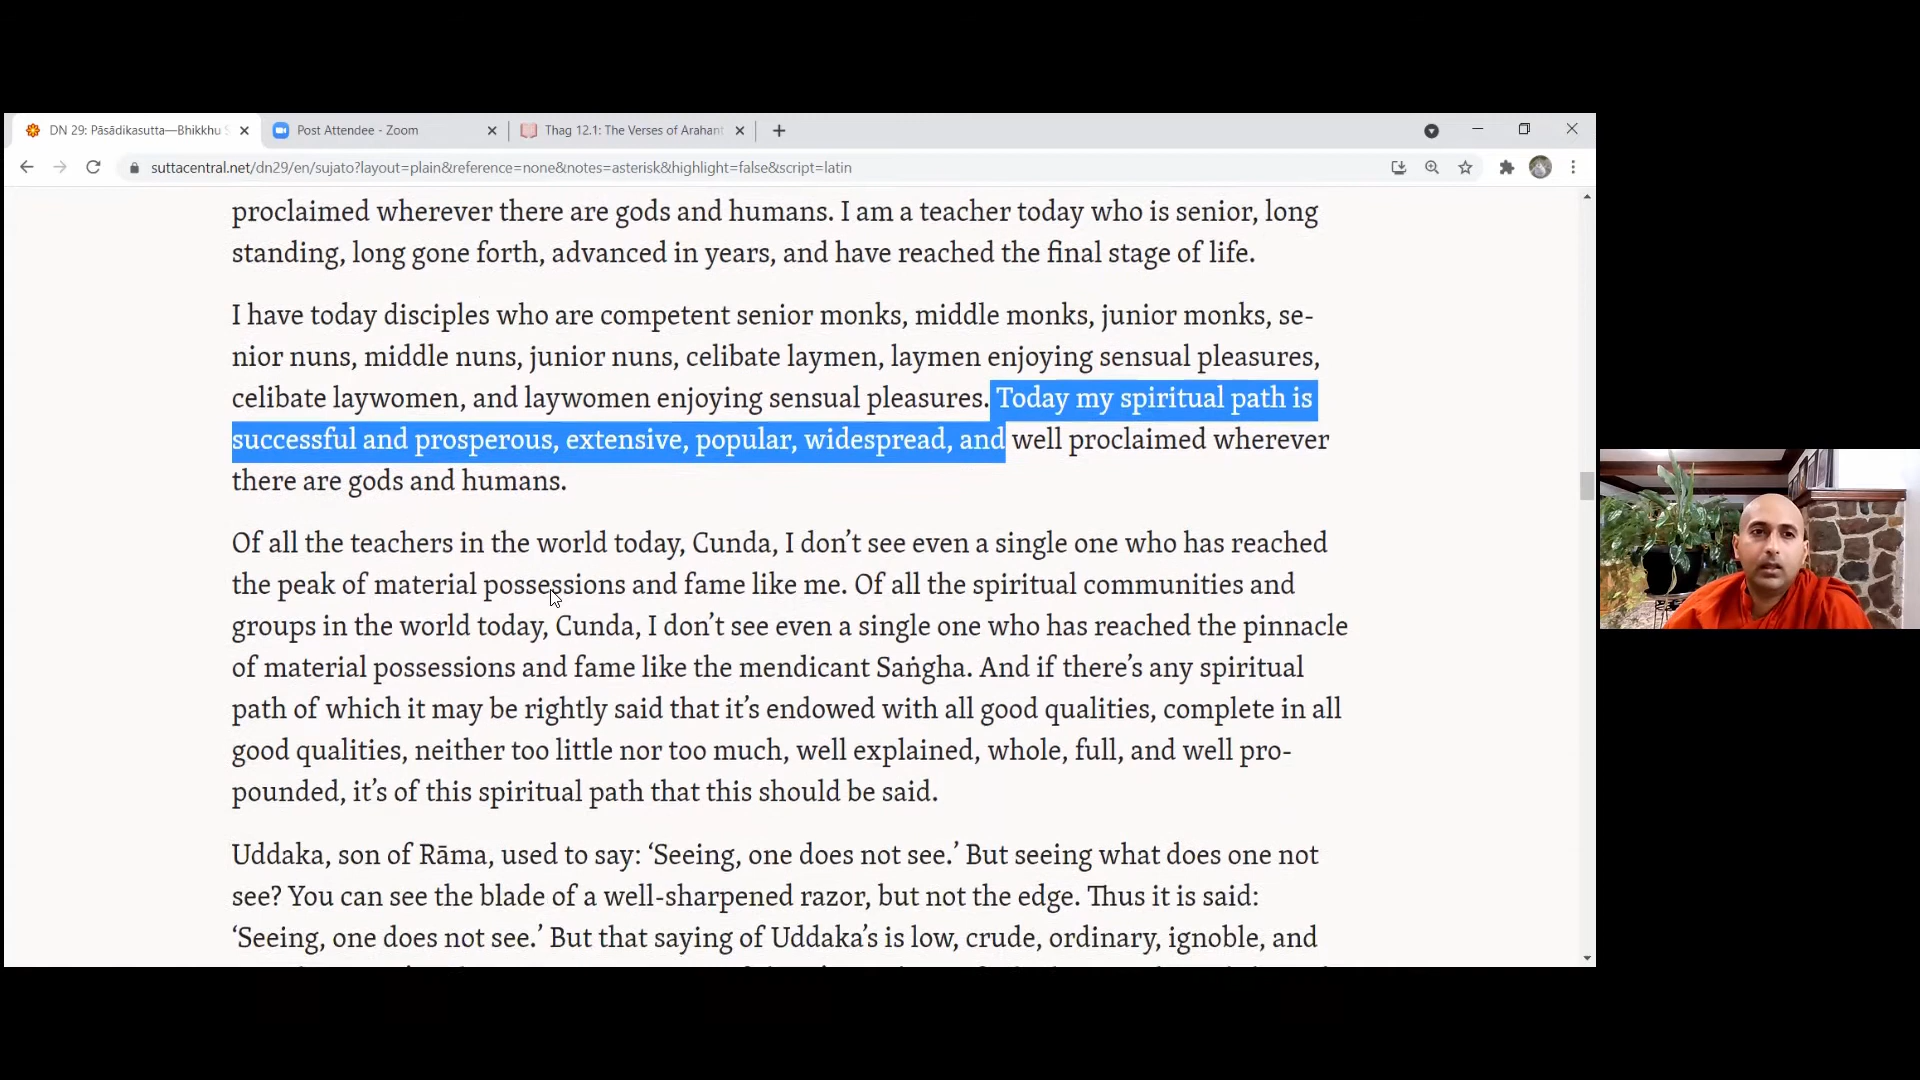 DN 29: Pāsādikasutta—Bhikkhu S
Post Attendee - Zoom
Thag 12.1: The Verses of Arahant
suttacentral.net/dn29/en/sujato?layout=plain&reference=none&notes=asterisk&highlight=false&script=latin
proclaimed wherever there are gods and humans. I am a teacher today who is senior, long
standing, long gone forth, advanced in years, and have reached the final stage of life.
I have today disciples who are competent senior monks, middle monks, junior monks, se-
nior nuns, middle nuns, junior nuns, celibate laymen, laymen enjoying sensual pleasures,
celibate laywomen, and laywomen enjoying sensual pleasures. Today my spiritual path is
successful and prosperous, extensive, popular, widespread, and well proclaimed wherever
there are gods and humans.
Of all the teachers in the world today, Cunda, I don’t see even a single one who has reached
the peak of material possessions and fame like me. Of all the spiritual communities and
groups in the world today, Cunda, I don’t see even a single one who has reached the pinnacle
of material possessions and fame like the mendicant Saṅgha. And if there’s any spiritual
path of which it may be rightly said that it’s endowed with all good qualities, complete in all
good qualities, neither too little nor too much, well explained, whole, full, and well pro-
pounded, it’s of this spiritual path that this should be said.
Uddaka, son of Rāma, used to say: ‘Seeing, one does not see.’ But seeing what does one not
see? You can see the blade of a well-sharpened razor, but not the edge. Thus it is said:
‘Seeing, one does not see.’ But that saying of Uddaka’s is low, crude, ordinary, ignoble, and